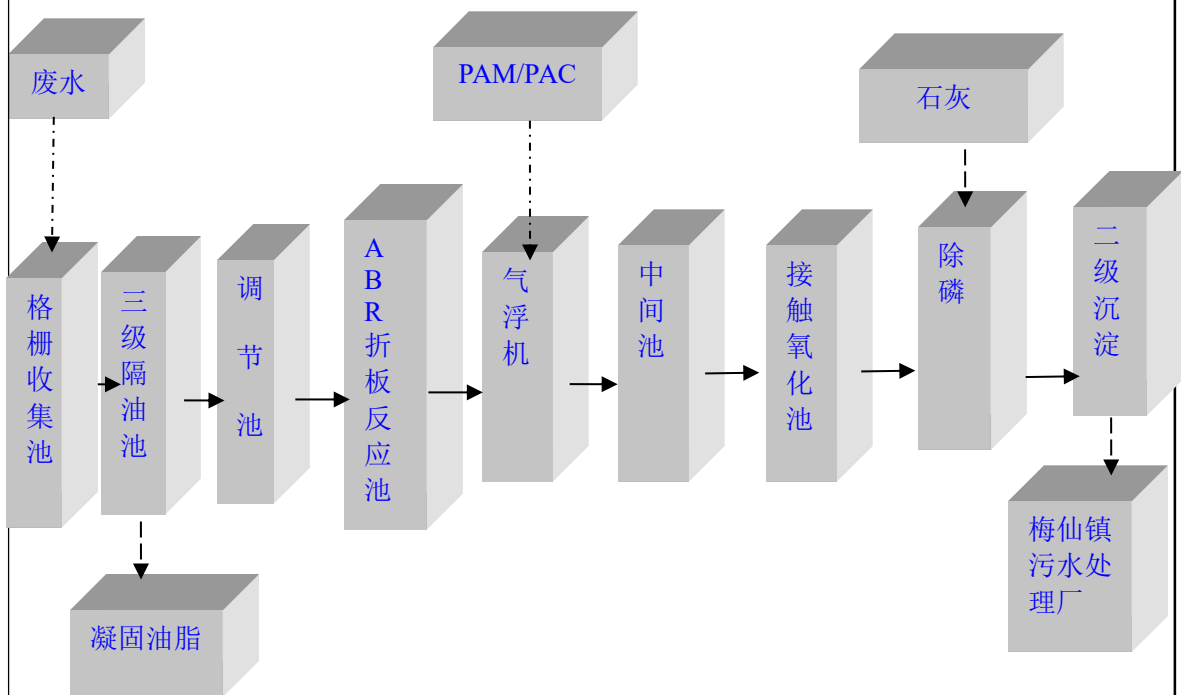 废水
PAM/PAC
石灰
格栅收集池
三级隔油池
调节池
ABR折板反应池
气浮机
中间池
接触氧化池
除磷
二级沉淀
凝固油脂
梅仙镇
污水处
理厂